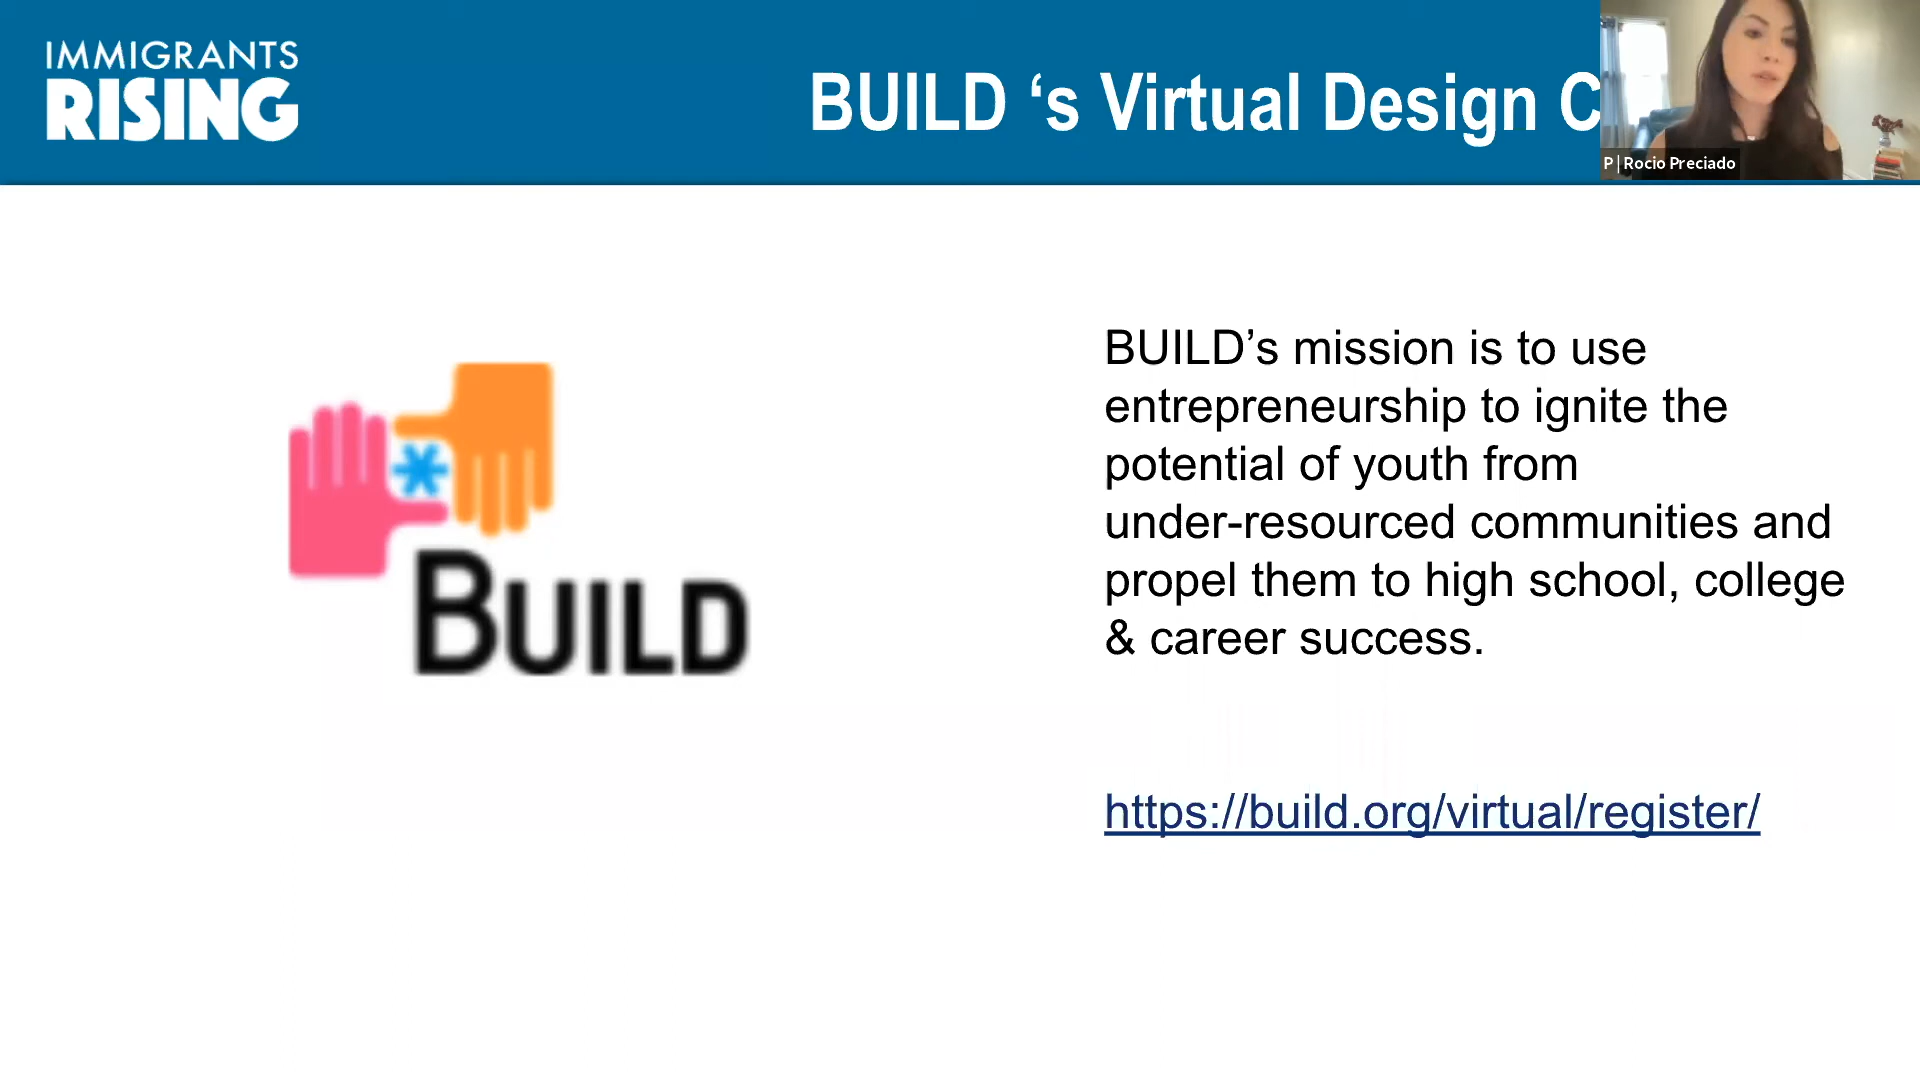 IMMIGRANTS
RISING
BUILD ‘s Virtual Design C
P | Rocio Preciado
BUILD’s mission is to use
entrepreneurship to ignite the
potential of youth from
under-resourced communities and
propel them to high school, college
& career success.
BUILD
https://build.org/virtual/register/